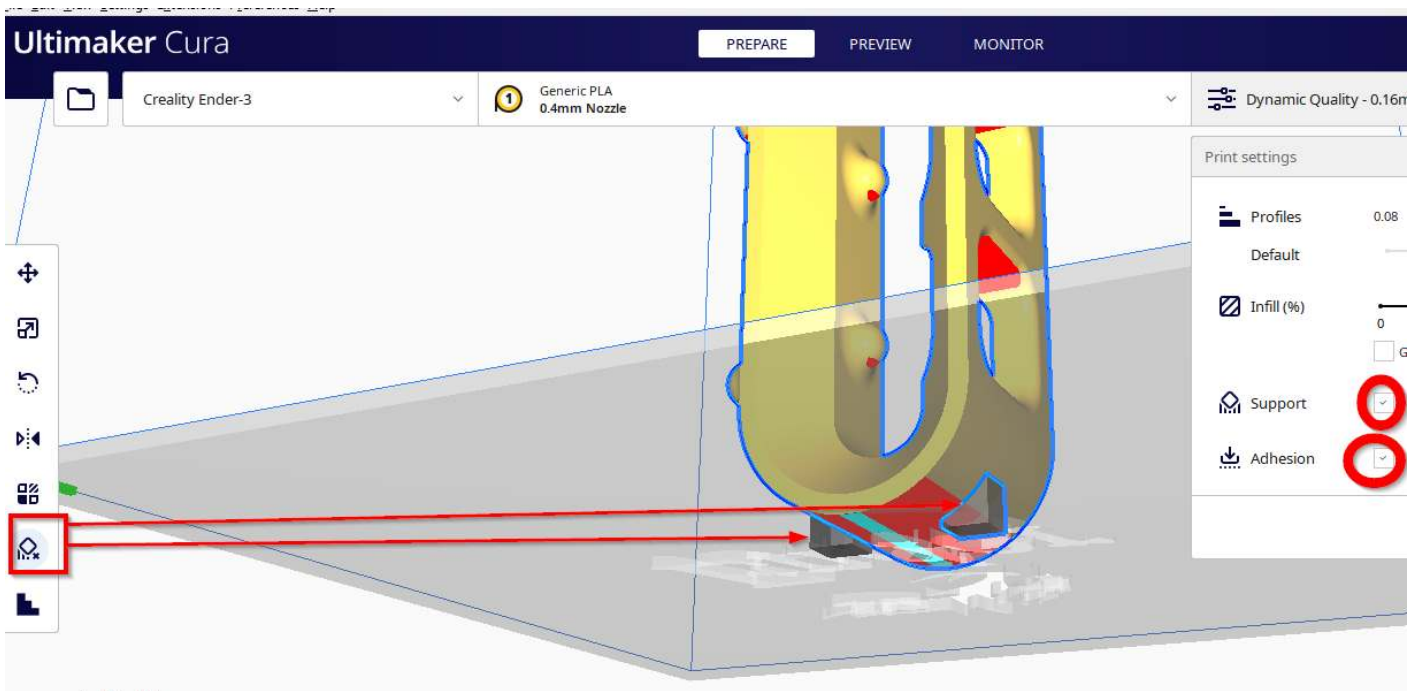 Ultimaker Cura
PREPARE PREVIEW MONITOR
Creality Ender-3
1
Generic PLA
0.4mm Nozzle
Dynamic Quality - 0.16m
Print settings
Profiles 0.08
Default
Infill (%)
0
G
Support
Adhesion